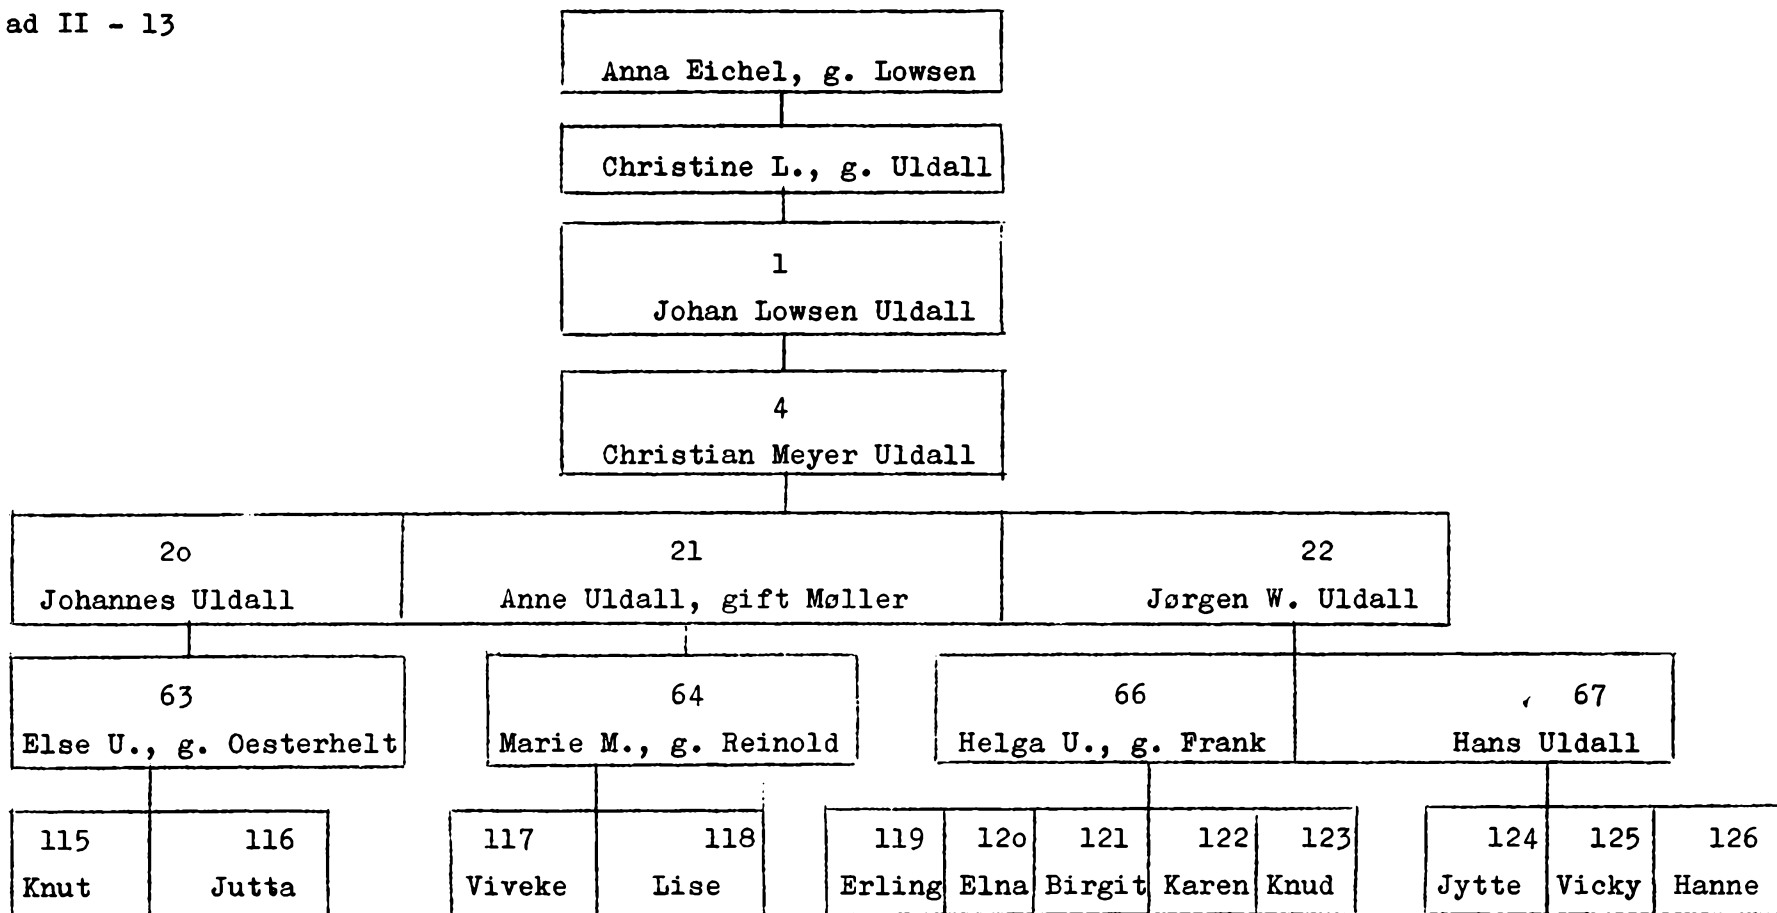 ad II - 13
Anna Eichel, g. Lowsen
Christine L., g. Uldall
1
Johan Lowsen Uldall
4
Christian Meyer Uldall
2o 21 22
Johannes Uldall Anne Uldall, gift Møller Jørgen W. Uldall
63 64 66 67
Else U., g. Oesterhelt Marie M., g. Reinold Helga U., g. Frank Hans Uldall
115 116 117 118 119 12o 121 122 123 124 125 126
Knut Jutta Viveke Lise Erling Elna Birgit Karen Knud Jytte Vicky Hanne